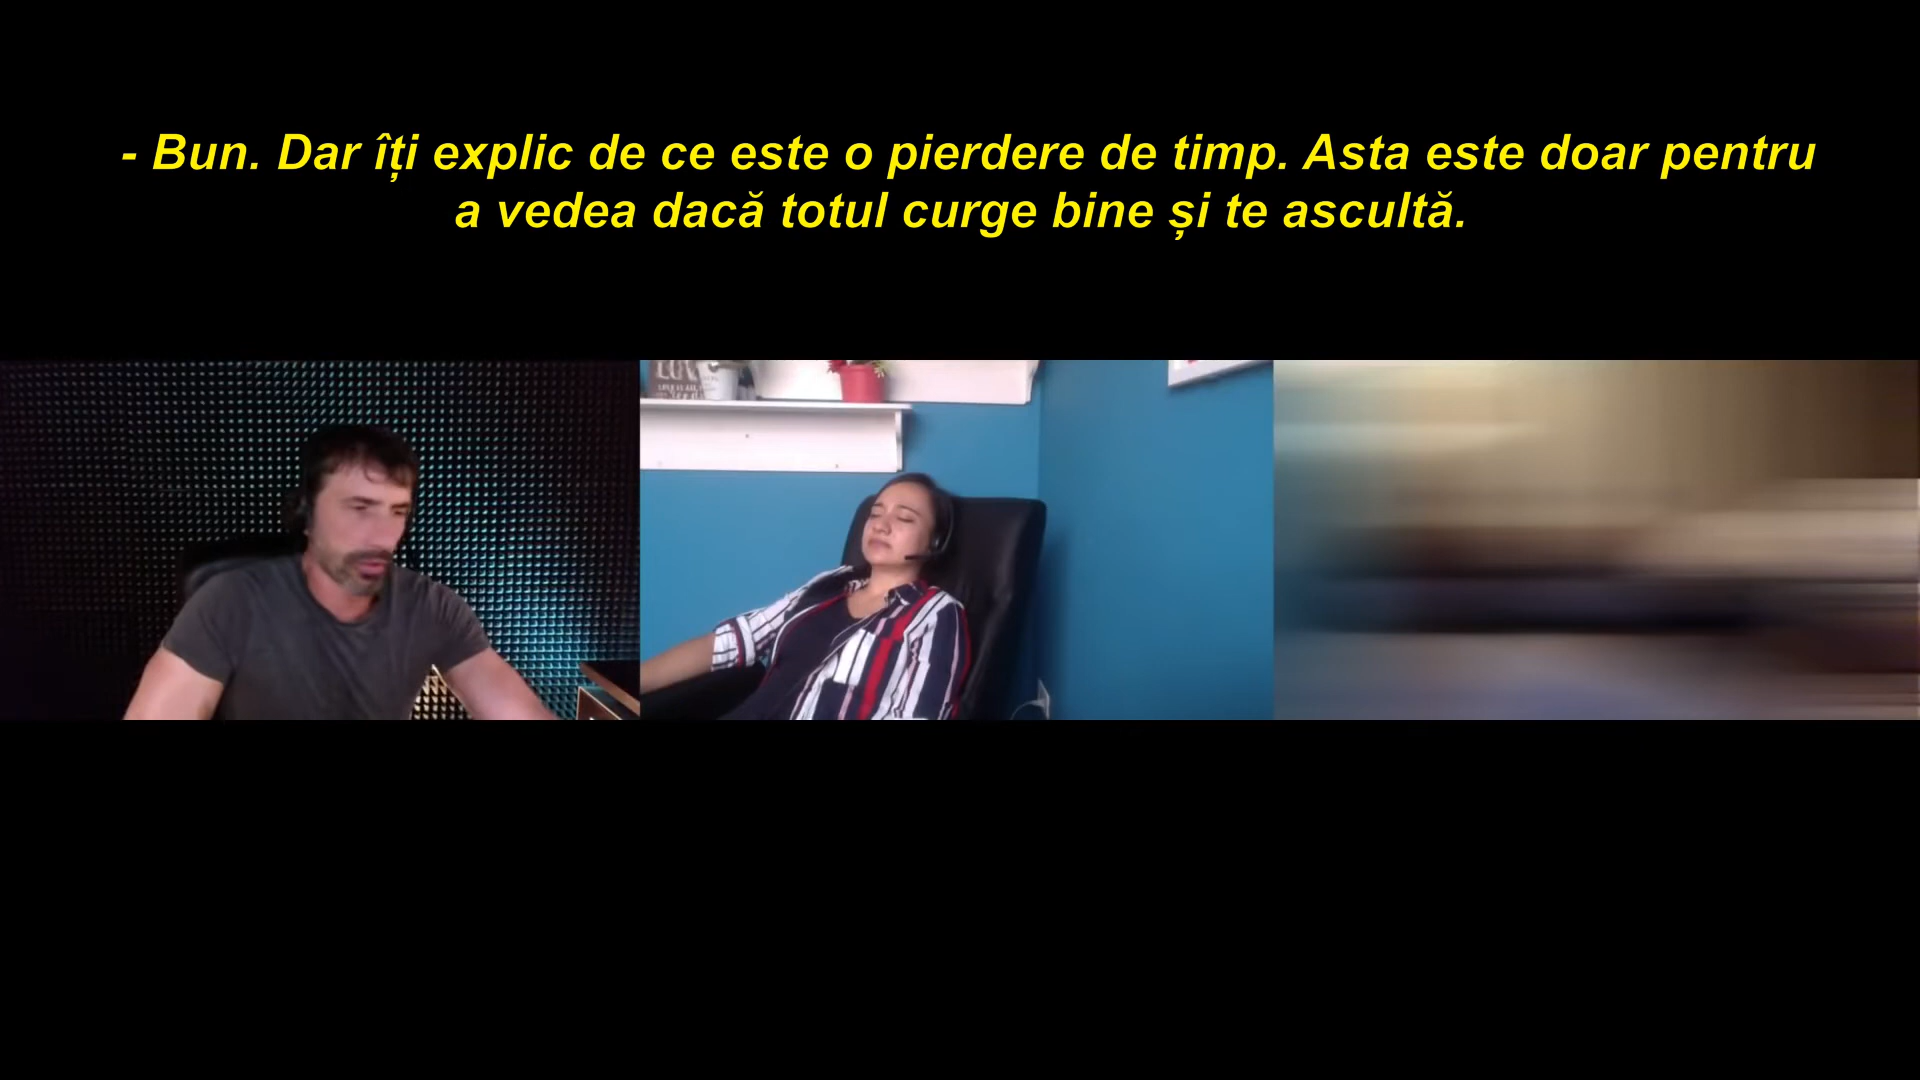 - Bun. Dar îți explic de ce este o pierdere de timp. Asta este doar pentru
a vedea dacă totul curge bine și te ascultă.